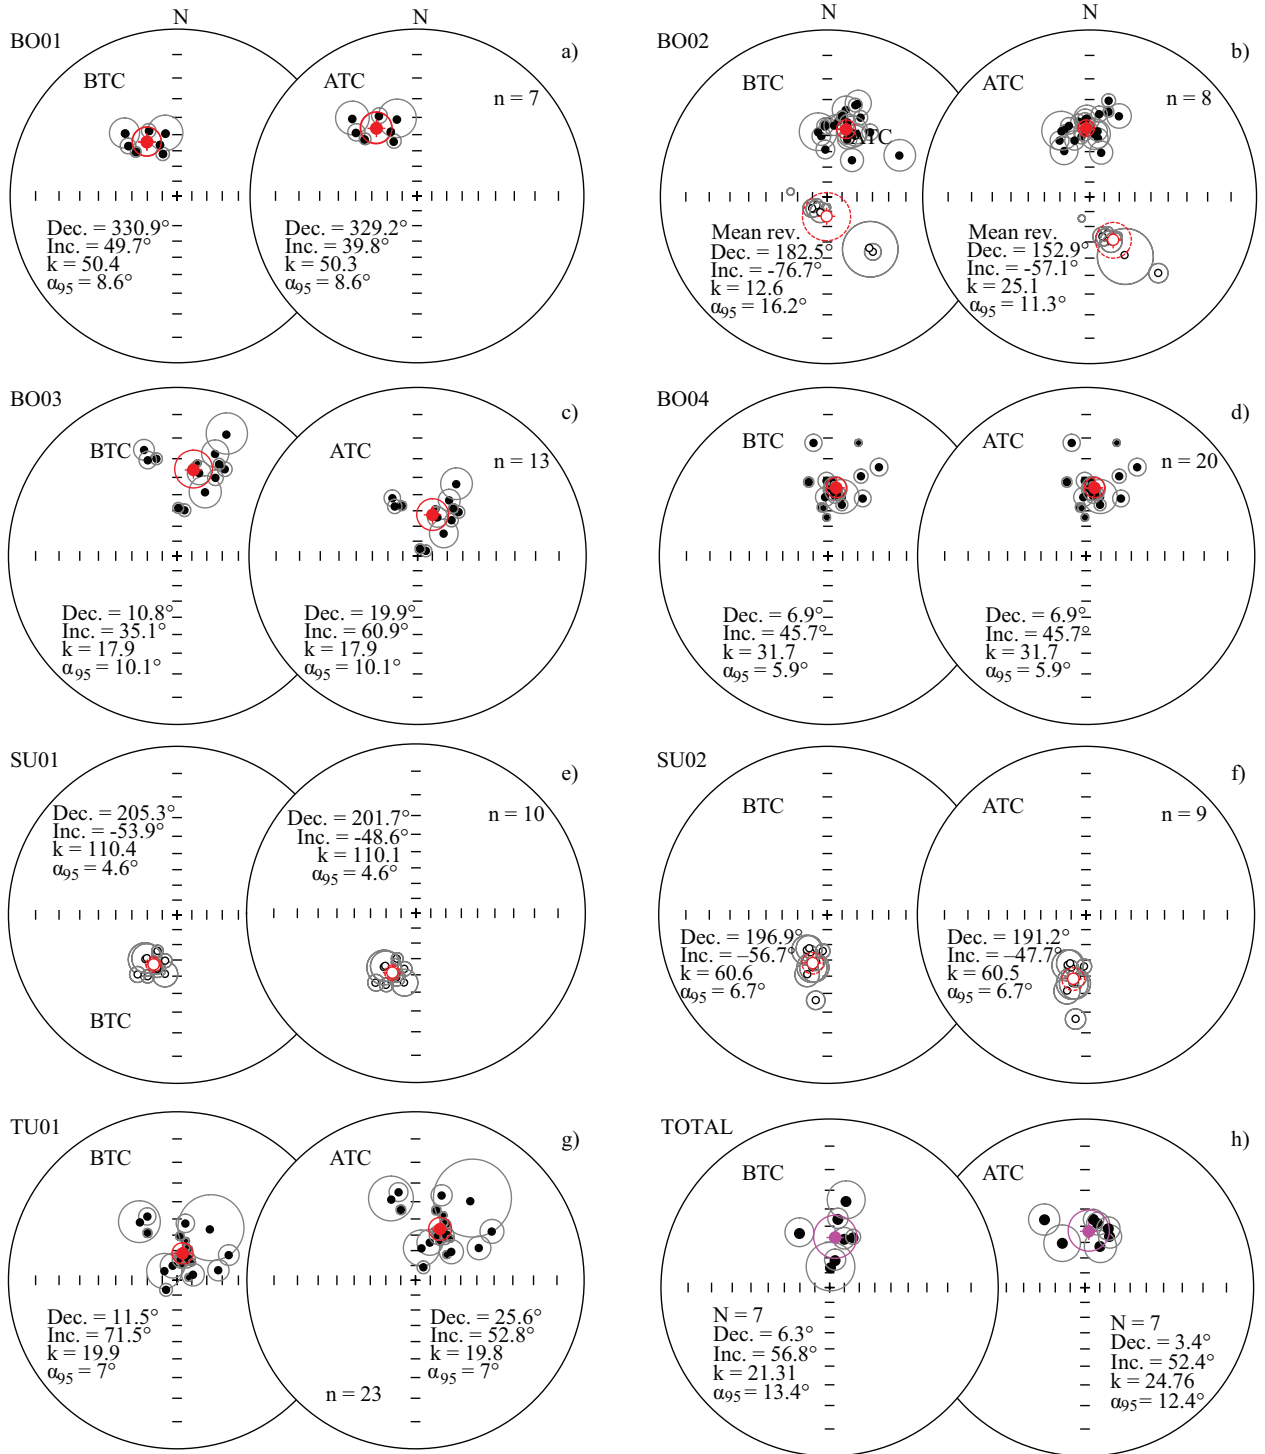 N
N
BO01
a)
BTC
ATC
n = 7
Dec. = 330.9°
Inc. = 49.7°
k = 50.4
α95 = 8.6°
Dec. = 329.2°
Inc. = 39.8°
k = 50.3
α95 = 8.6°
N
N
BO02
b)
BTC
ATC
ATC
n = 8
Mean rev.
Dec. = 182.5°
Inc. = -76.7°
k = 12.6
α95 = 16.2°
Mean rev.
Dec. = 152.9°
Inc. = -57.1°
k = 25.1
α95 = 11.3°
BO03
c)
BTC
ATC
n = 13
Dec. = 10.8°
Inc. = 35.1°
k = 17.9
α95 = 10.1°
Dec. = 19.9°
Inc. = 60.9°
k = 17.9
α95 = 10.1°
BO04
d)
BTC
ATC
n = 20
Dec. = 6.9°
Inc. = 45.7°
k = 31.7
α95 = 5.9°
Dec. = 6.9°
Inc. = 45.7°
k = 31.7
α95 = 5.9°
SU01
e)
Dec. = 205.3°
Inc. = -53.9°
k = 110.4
α95 = 4.6°
BTC
Dec. = 201.7°
Inc. = -48.6°
k = 110.1
α95 = 4.6°
n = 10
SU02
f)
BTC
ATC
n = 9
Dec. = 196.9°
Inc. = –56.7°
k = 60.6
α95 = 6.7°
Dec. = 191.2°
Inc. = –47.7°
k = 60.5
α95 = 6.7°
TU01
g)
BTC
ATC
Dec. = 11.5°
Inc. = 71.5°
k = 19.9
α95 = 7°
Dec. = 25.6°
Inc. = 52.8°
k = 19.8
α95 = 7°
n = 23
TOTAL
h)
BTC
ATC
N = 7
Dec. = 6.3°
Inc. = 56.8°
k = 21.31
α95 = 13.4°
N = 7
Dec. = 3.4°
Inc. = 52.4°
k = 24.76
α95 = 12.4°